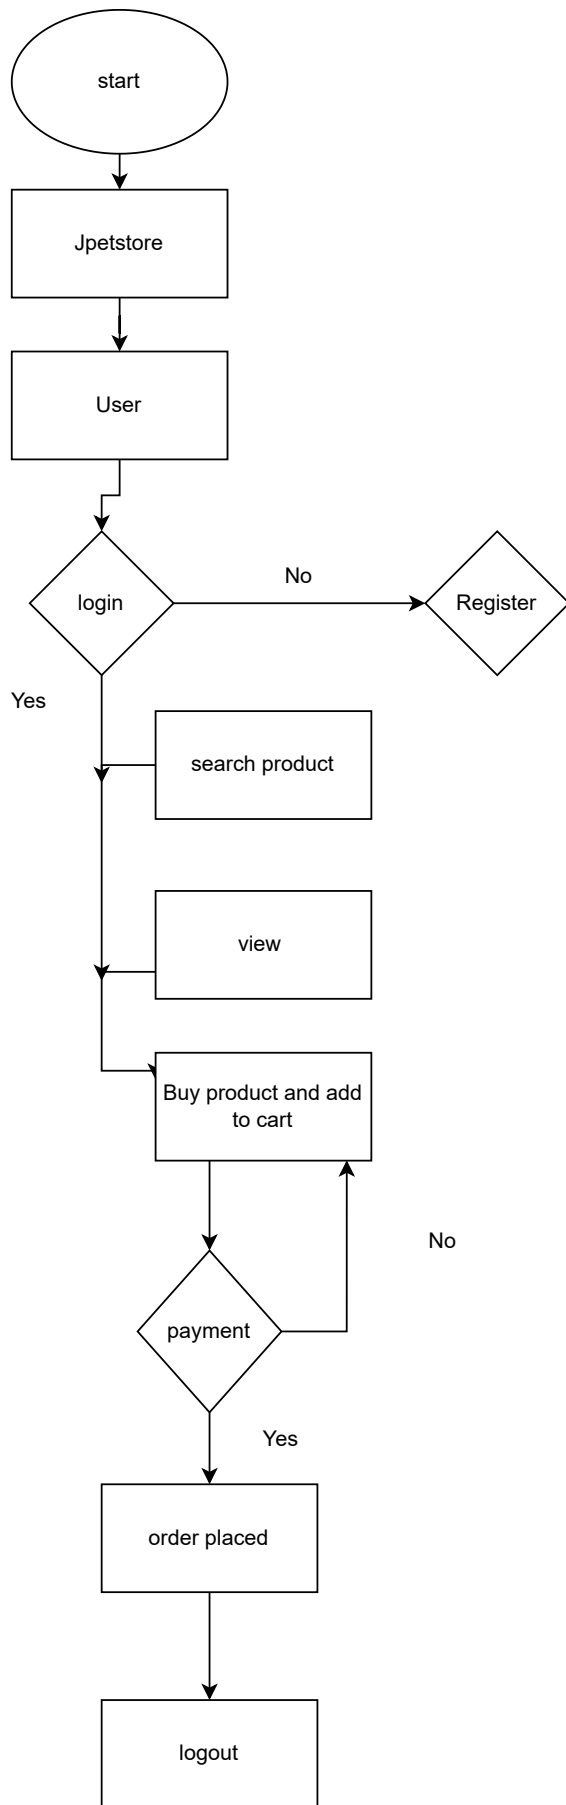 start
Jpetstore
User
login
No
Register
Yes
search product
view
Buy product and add
to cart
No
payment
Yes
order placed
logout